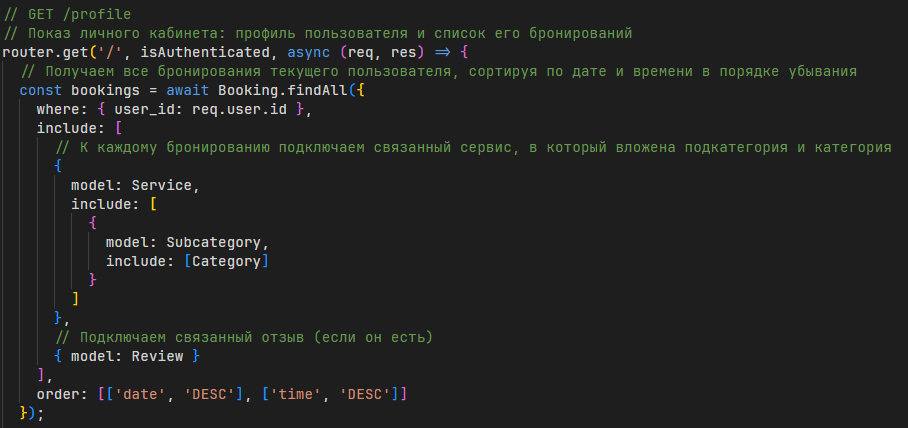 // GET /profile
// Показ личного кабинета: профиль пользователя и список его бронирований
router.get('/', isAuthenticated, async (req, res) => {
  // Получаем все бронирования текущего пользователя, сортируя по дате и времени в порядке убывания
  const bookings = await Booking.findAll({
    where: { user_id: req.user.id },
    include: [
      // К каждому бронированию подключаем связанный сервис, в который вложена подкатегория и категория
      {
        model: Service,
        include: [
          {
            model: Subcategory,
            include: [Category]
          }
        ]
      },
      // Подключаем связанный отзыв (если он есть)
      { model: Review }
    ],
    order: [['date', 'DESC'], ['time', 'DESC']]
  });